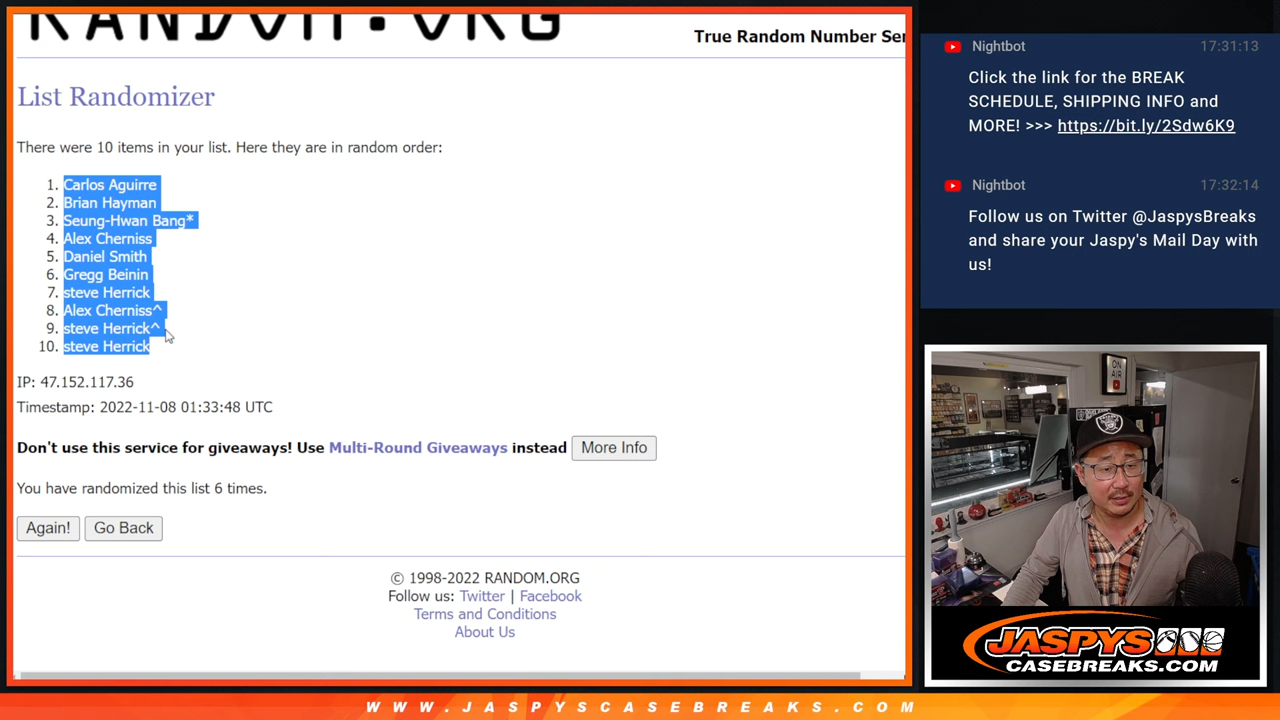 RANDOM.ORG
True Random Number Ser
List Randomizer
There were 10 items in your list. Here they are in random order:
1. Carlos Aguirre
2. Brian Hayman
3. Seung-Hwan Bang*
4. Alex Cherniss
5. Daniel Smith
6. Gregg Beinin
7. steve Herrick
8. Alex Cherniss^
9. steve Herrick^
10. steve Herrick
IP: 47.152.117.36
Timestamp: 2022-11-08 01:33:48 UTC
Don't use this service for giveaways! Use Multi-Round Giveaways instead More Info
You have randomized this list 6 times.
Again! Go Back
© 1998-2022 RANDOM.ORG
Follow us: Twitter | Facebook
Terms and Conditions
About Us
Nightbot 17:31:13
Click the link for the BREAK
SCHEDULE, SHIPPING INFO and
MORE! >>> https://bit.ly/2Sdw6K9
Nightbot 17:32:14
Follow us on Twitter @JaspysBreaks
and share your Jaspy's Mail Day with
us!
ON
AIR
RAIDERS
JASPYS
CASEBREAKS.COM
WWW.JASPYSCASEBREAKS.COM